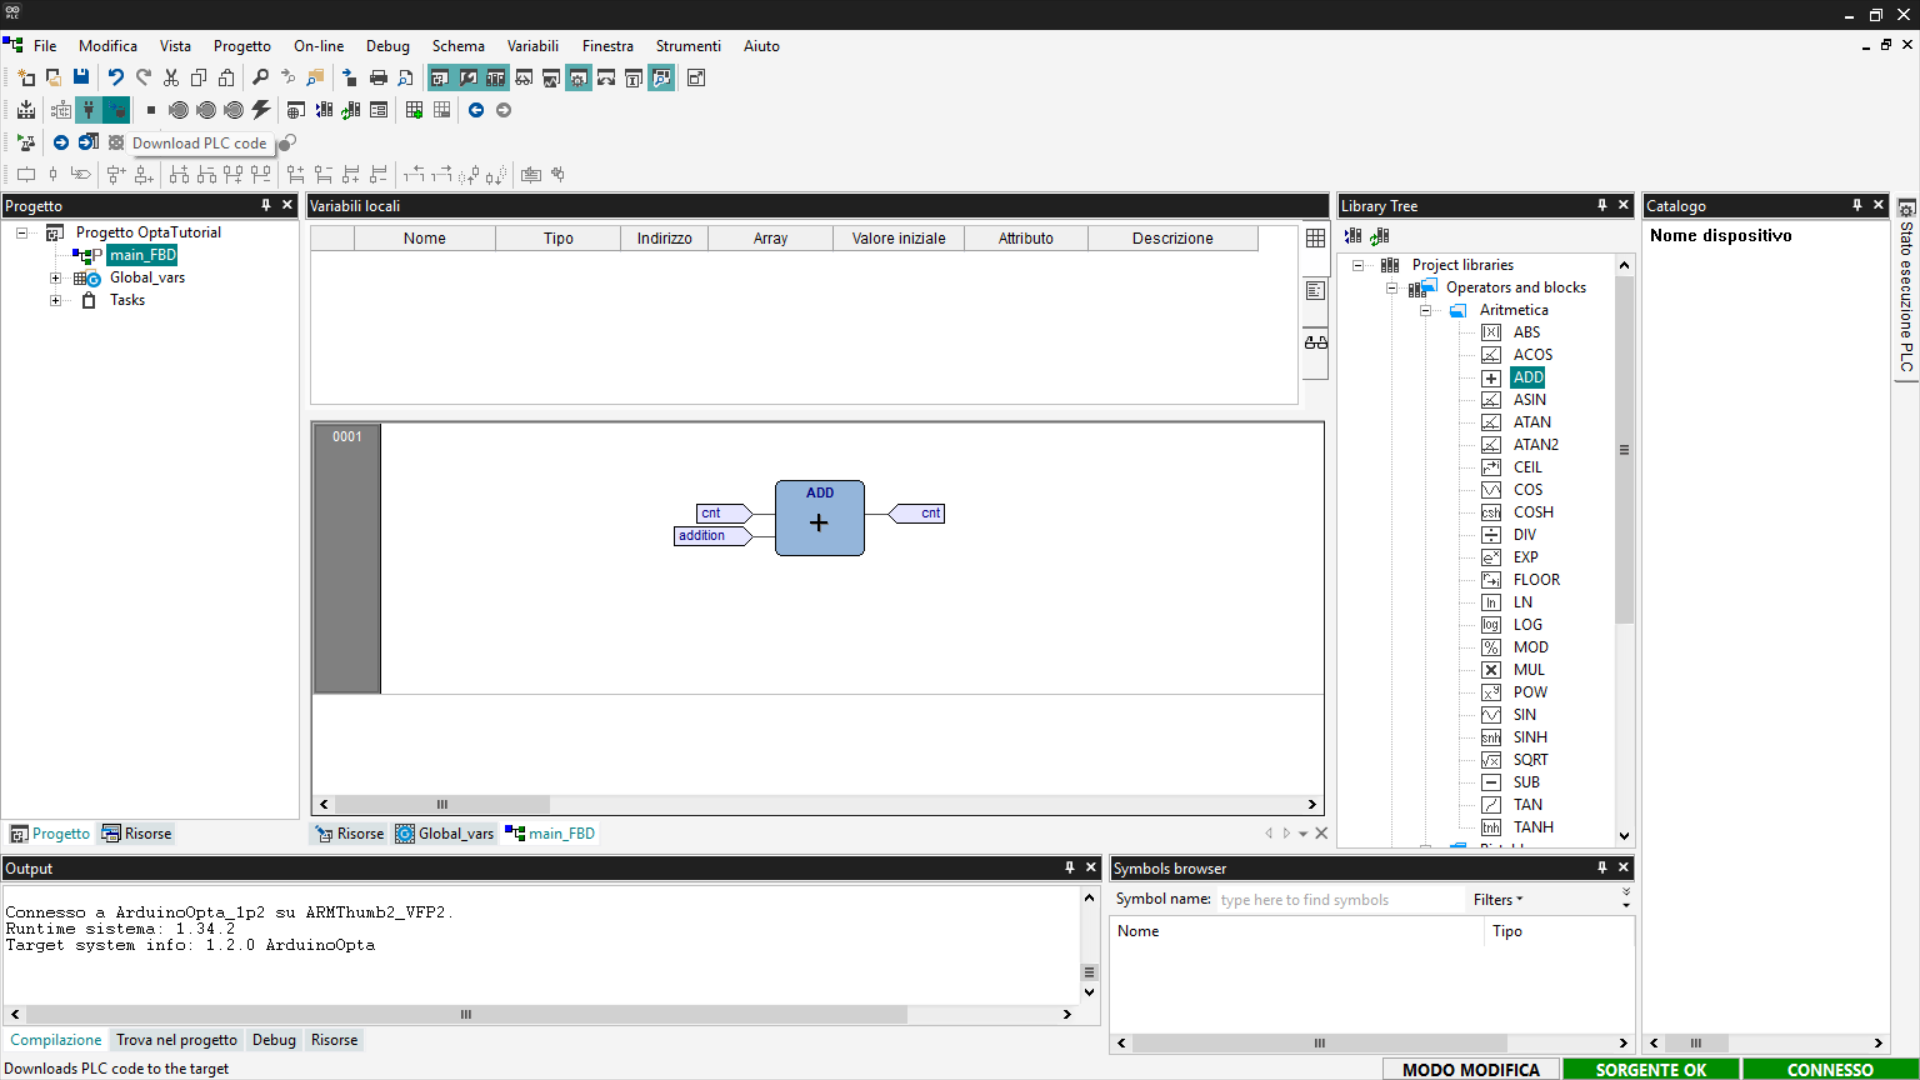 PLC
File Modifica Vista Progetto On-line Debug Schema Variabili Finestra Strumenti Aiuto
Download PLC code
Progetto
Progetto OptaTutorial
main_FBD
Global_vars
Tasks
Progetto Risorse
Variabili locali
Nome Tipo Indirizzo Array Valore iniziale Attributo Descrizione
0001
ADD
cnt
addition
cnt
Risorse Global_vars main_FBD
Library Tree
Project libraries
Operators and blocks
Aritmetica
ABS
ACOS
ADD
ASIN
ATAN
ATAN2
CEIL
COS
csh COSH
DIV
EXP
FLOOR
ln LN
log LOG
% MOD
MUL
POW
SIN
snh SINH
SQRT
SUB
TAN
tnh TANH
Catalogo
Nome dispositivo
Stato esecuzione PLC
Output
Connesso a ArduinoOpta_1p2 su ARMThumb2_VFP2.
Runtime sistema: 1.34.2
Target system info: 1.2.0 ArduinoOpta
Compilazione Trova nel progetto Debug Risorse
Symbols browser
Symbol name: type here to find symbols Filters
Nome Tipo
Downloads PLC code to the target
MODO MODIFICA SORGENTE OK CONNESSO